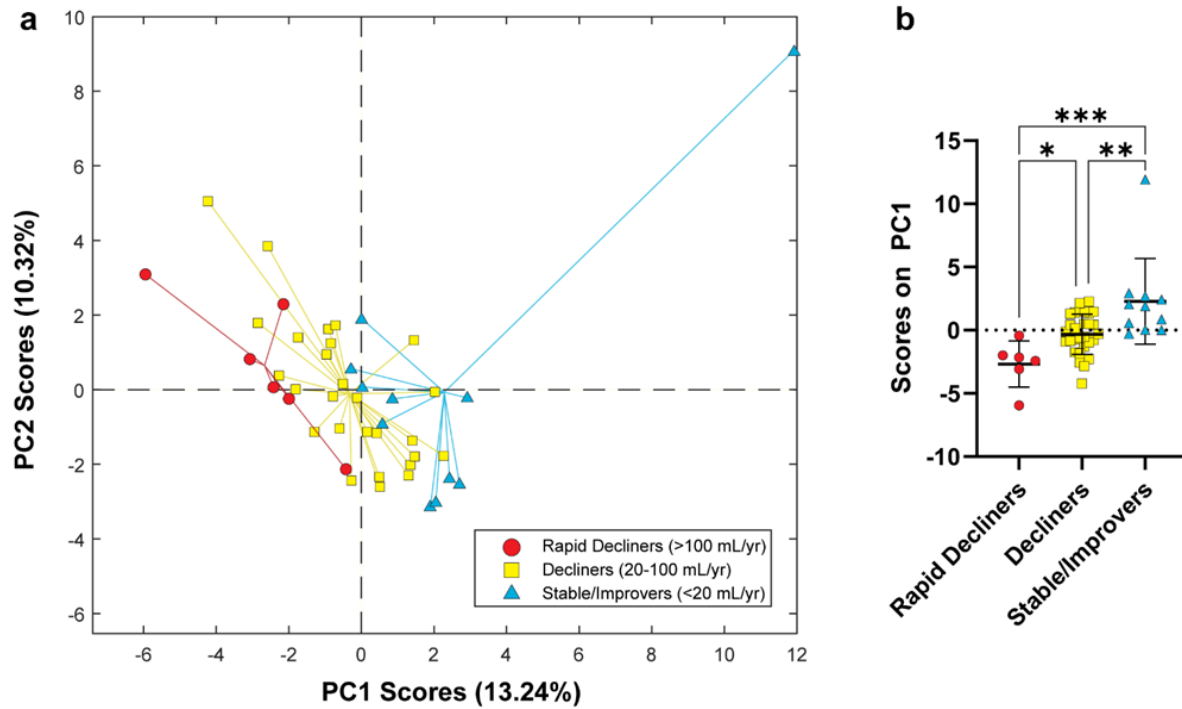 a
10
8
6
4
2
0
-2
-4
-6
-6
-4
-2
0
2
4
6
8
10
12
PC2 Scores (10.32%)
PC1 Scores (13.24%)
Rapid Decliners (>100 mL/yr)
Decliners (20-100 mL/yr)
Stable/Improvers (<20 mL/yr)
b
***
*
**
15
10
5
0
-5
-10
Scores on PC1
Rapid Decliners
Decliners
Stable/Improvers